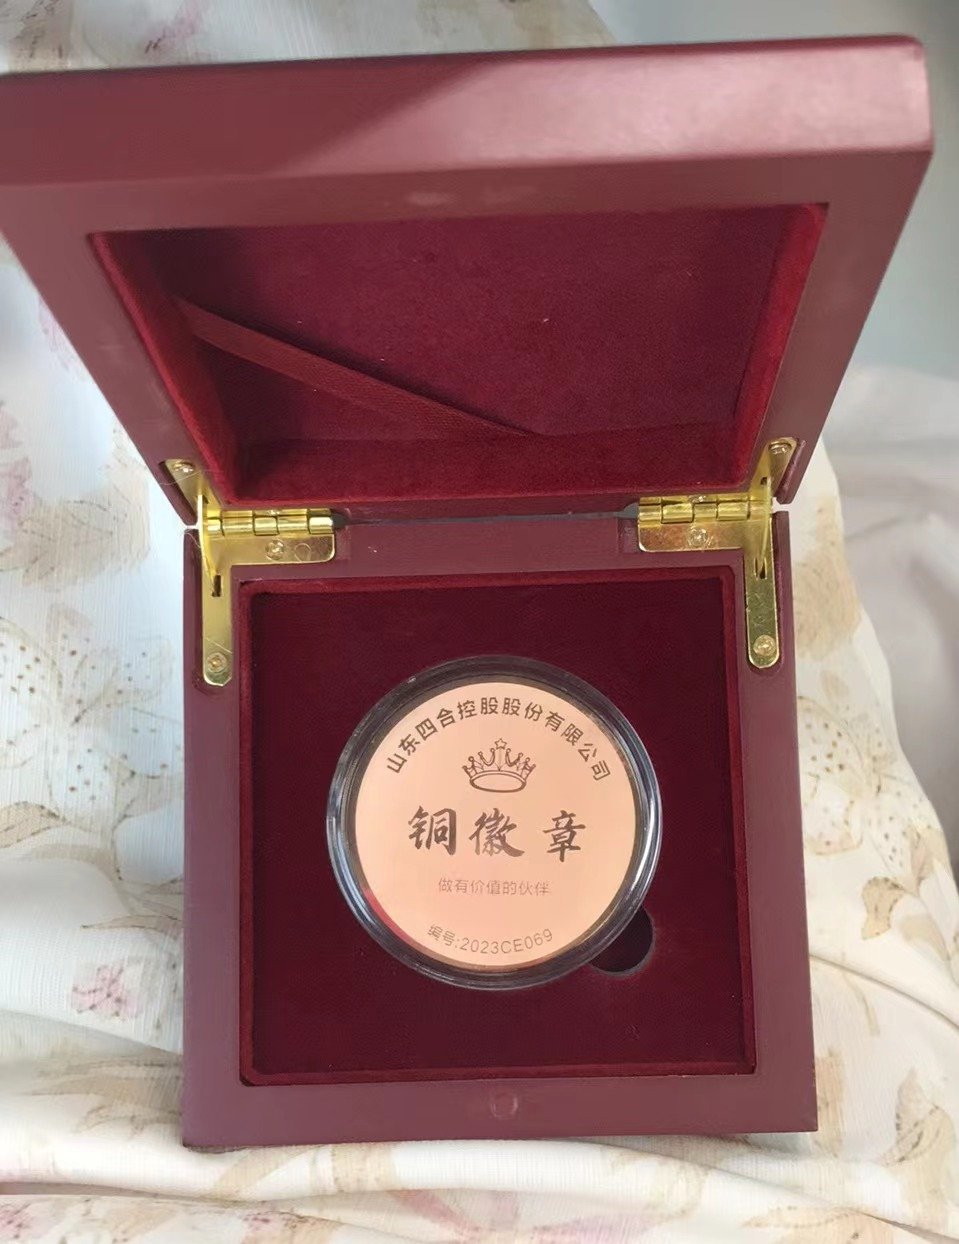 山东四合控股股份有限公司
铜徽章
做有价值的伙伴
编号:2023CE069